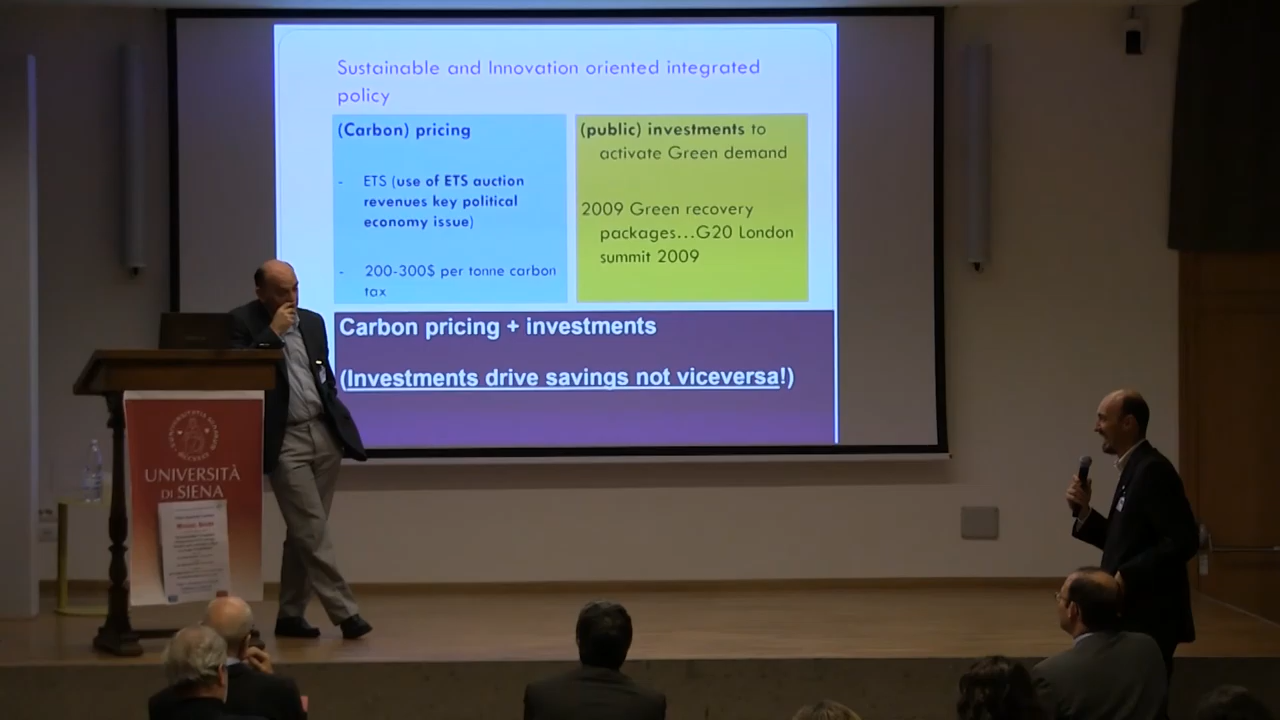 Sustainable and Innovation oriented integrated
policy
(Carbon) pricing
- ETS (use of ETS auction
revenues key political
economy issue)
- 200-300$ per tonne carbon
tax
(public) investments to
activate Green demand
2009 Green recovery
packages...G20 London
summit 2009
Carbon pricing + investments
(Investments drive savings not viceversa!)
UNIVERSITÀ
DI SIENA